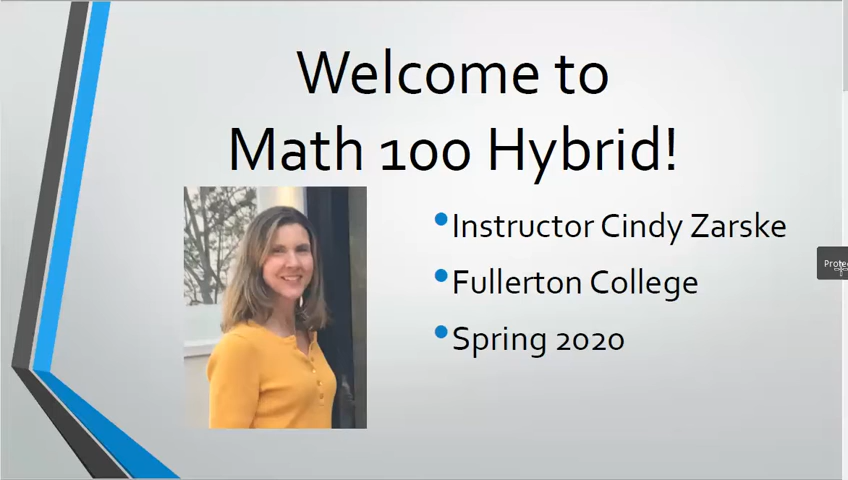 Welcome to
Math 100 Hybrid!
Instructor Cindy Zarske
Fullerton College
Spring 2020